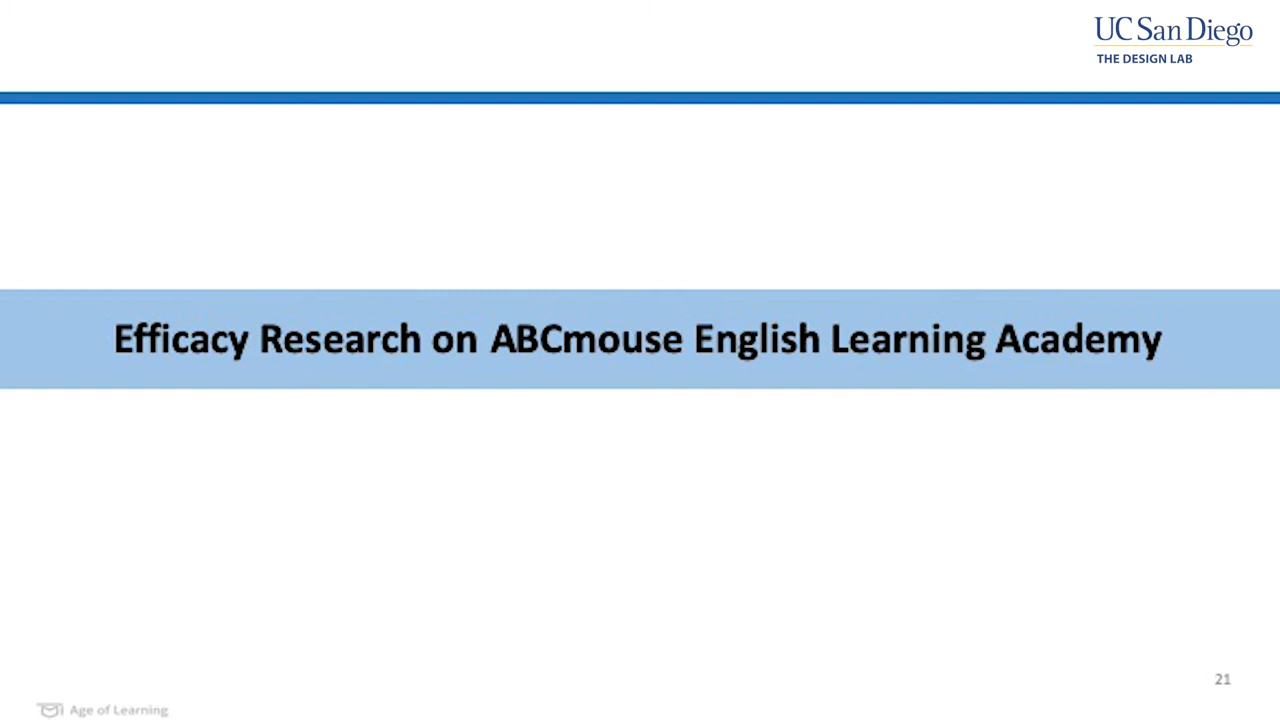 UC San Diego
THE DESIGN LAB
Efficacy Research on ABCmouse English Learning Academy
21
Age of Learning